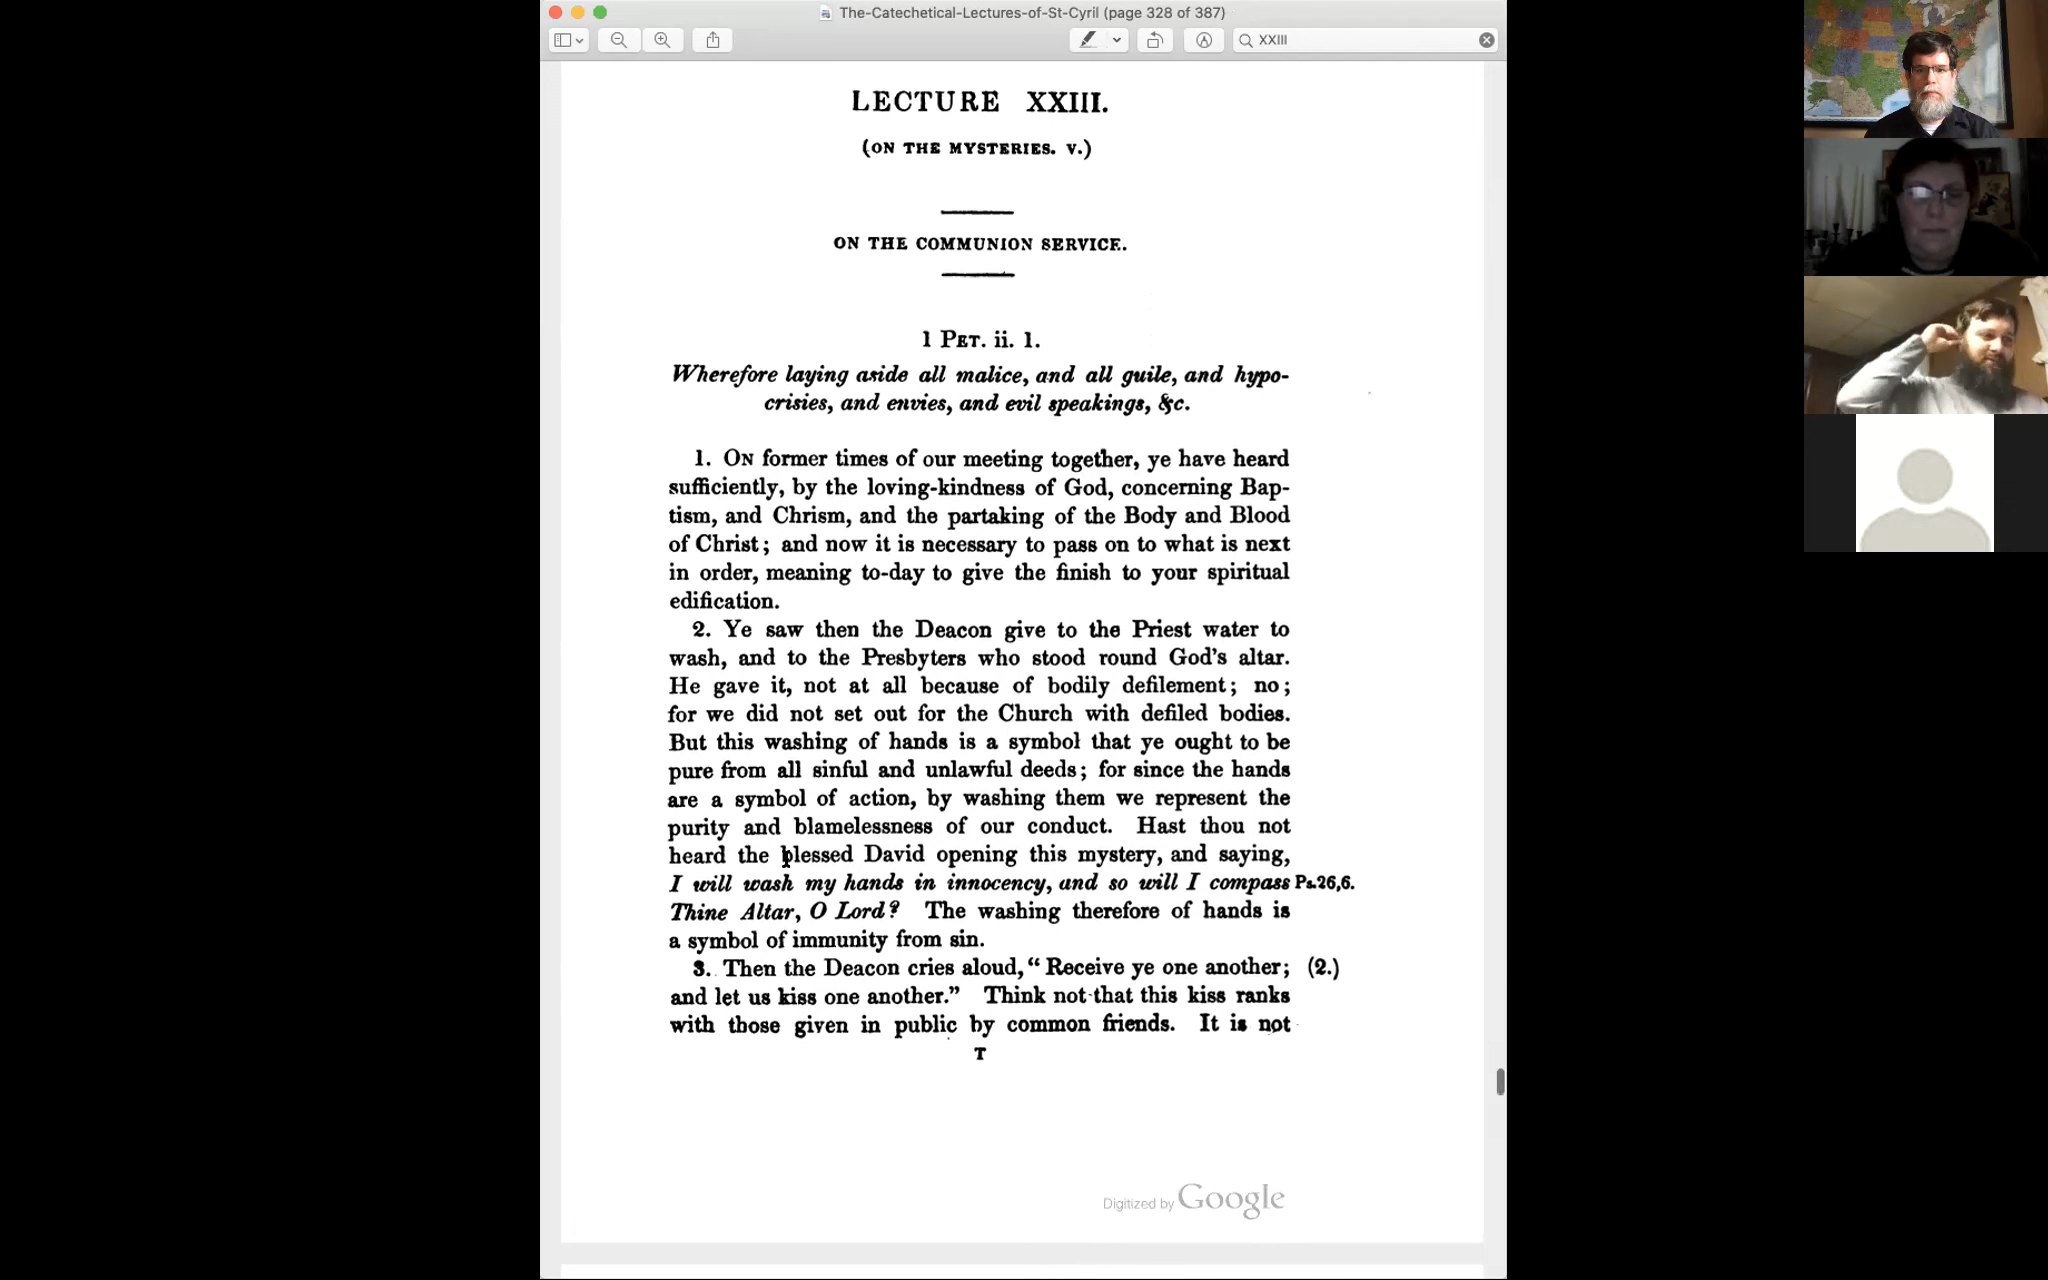 The-Catechetical-Lectures-of-St-Cyril (page 328 of 387)
XXIII
LECTURE XXIII.
(ON THE MYSTERIES. V.)
ON THE COMMUNION SERVICE.
1 PET. ii. 1.
Wherefore laying aside all malice, and all guile, and hypo-
crisies, and envies, and evil speakings, &c.
1. ON former times of our meeting together, ye have heard
sufficiently, by the loving-kindness of God, concerning Bap-
tism, and Chrism, and the partaking of the Body and Blood
of Christ; and now it is necessary to pass on to what is next
in order, meaning to-day to give the finish to your spiritual
edification.
2. Ye saw then the Deacon give to the Priest water to
wash, and to the Presbyters who stood round God's altar.
He gave it, not at all because of bodily defilement; no;
for we did not set out for the Church with defiled bodies.
But this washing of hands is a symbol that ye ought to be
pure from all sinful and unlawful deeds; for since the hands
are a symbol of action, by washing them we represent the
purity and blamelessness of our conduct. Hast thou not
heard the blessed David opening this mystery, and saying,
I will wash my hands in innocency, and so will I compass Ps.26,6.
Thine Altar, O Lord? The washing therefore of hands is
a symbol of immunity from sin.
3. Then the Deacon cries aloud, "Receive ye one another; (2.)
and let us kiss one another." Think not that this kiss ranks
with those given in public by common friends. It is not
T
Digitized by Google